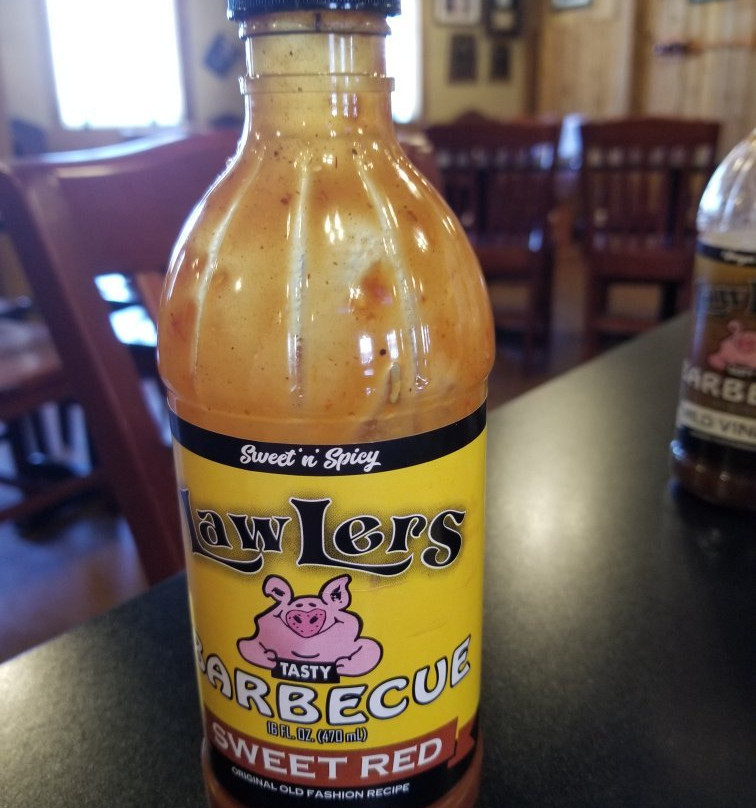 Sweet 'n' Spicy
LawLers
TASTY
BARBECUE
16 FL. OZ. (470 mL)
SWEET RED
ORIGINAL OLD FASHION RECIPE